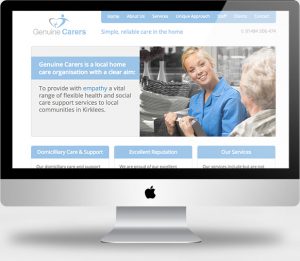 Home About Us Services Unique Approach Staff Clients Contact
Genuine Carers
Simple, reliable care in the home
Genuine Carers is a local home
care organisation with a clear aim:
To provide with empathy a vital
range of flexible health and social
care support services to local
communities in Kirklees.
Domiciliary Care & Support
Excellent Reputation
Our Services
Our domiciliary care and support
We are proud of our excellent
Our services include but are not